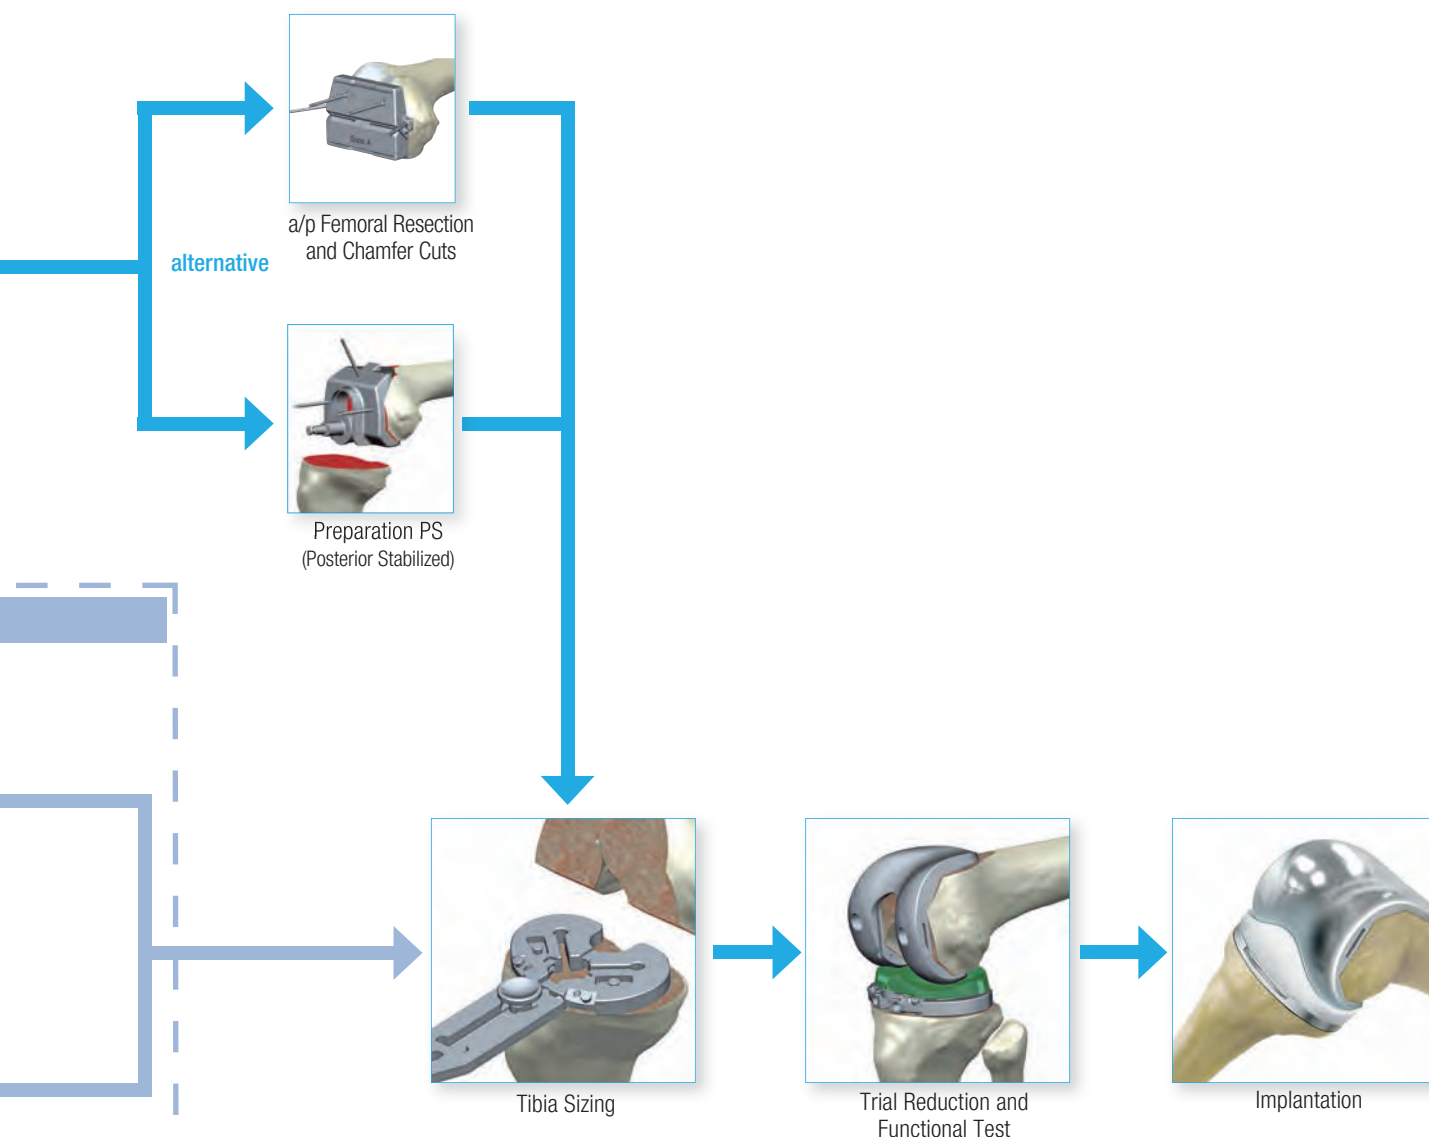 a/p Femoral Resection
and Chamfer Cuts
alternative
Preparation PS
(Posterior Stabilized)
Tibia Sizing
Trial Reduction and
Functional Test
Implantation